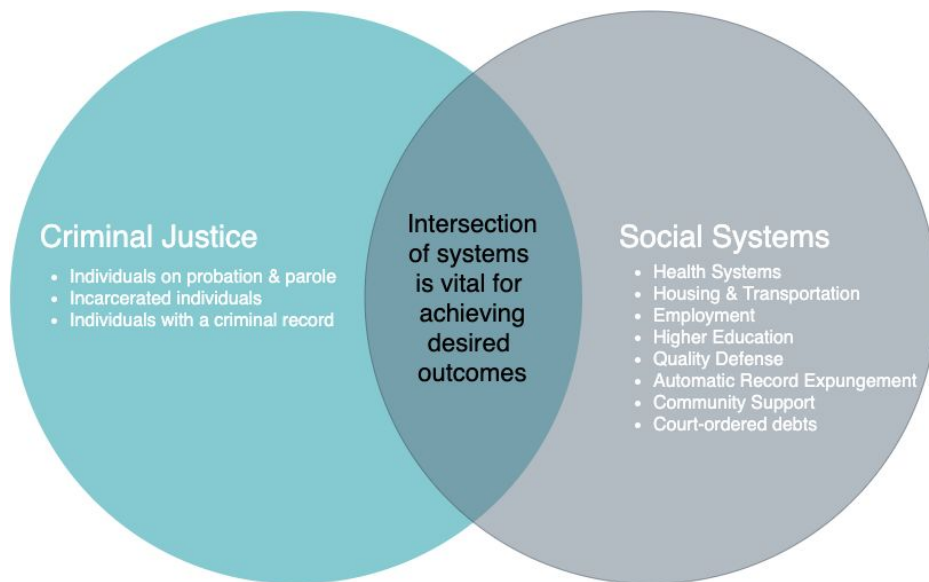 Criminal Justice
• Individuals on probation & parole
• Incarcerated individuals
• Individuals with a criminal record
Intersection
of systems
is vital for
achieving
desired
outcomes
Social Systems
• Health Systems
• Housing & Transportation
• Employment
• Higher Education
• Quality Defense
• Automatic Record Expungement
• Community Support
• Court-ordered debts